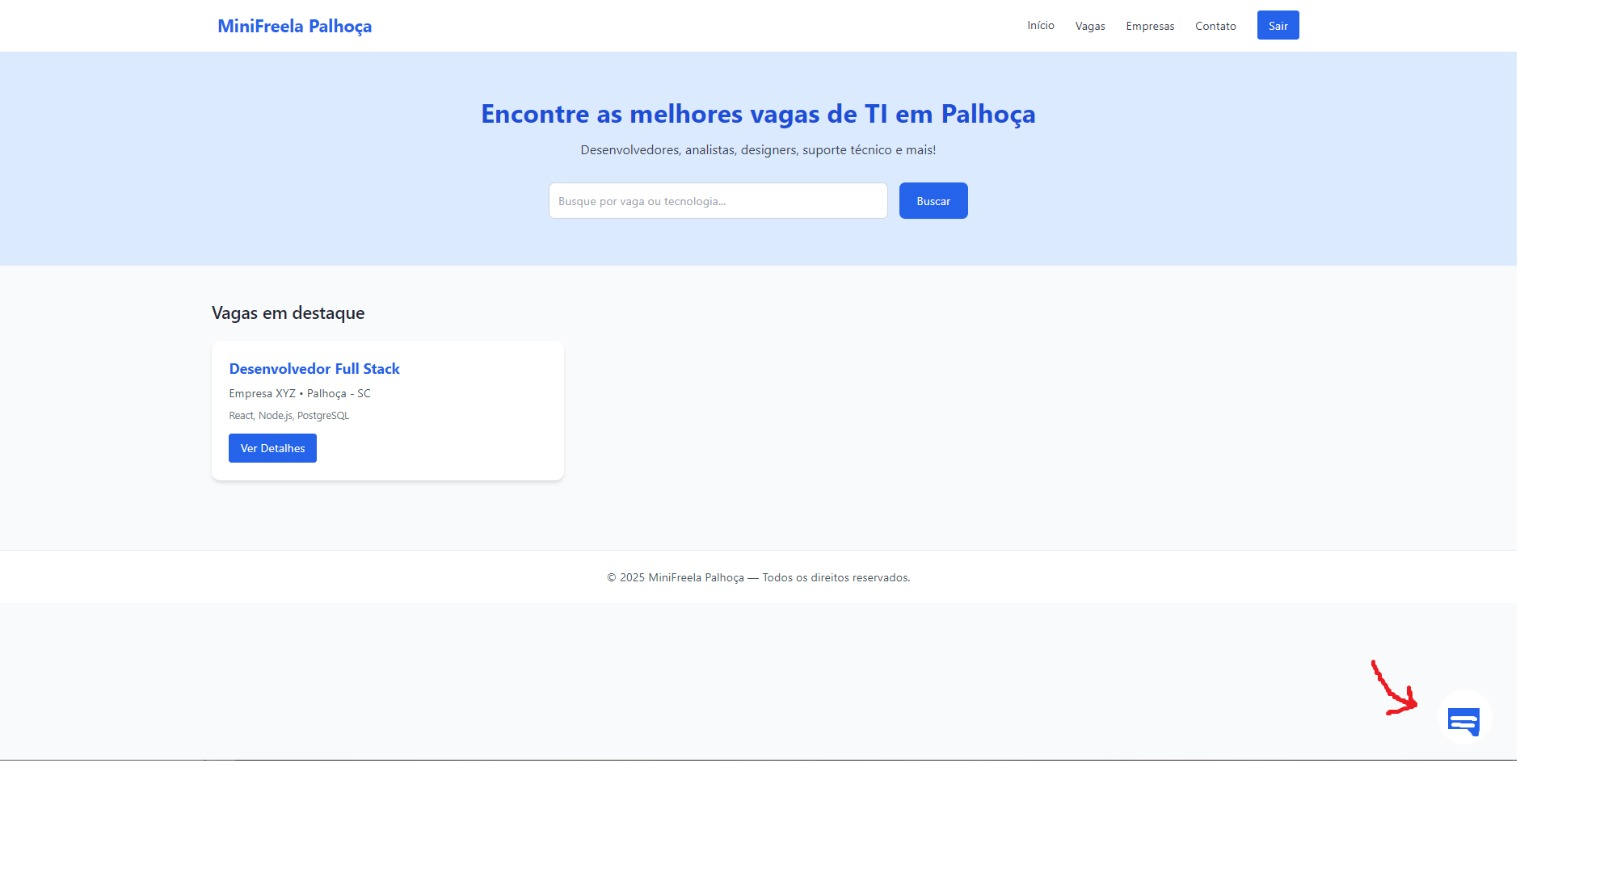 MiniFreela Palhoça
Início Vagas Empresas Contato Sair
Encontre as melhores vagas de TI em Palhoça
Desenvolvedores, analistas, designers, suporte técnico e mais!
Busque por vaga ou tecnologia... Buscar
Vagas em destaque
Desenvolvedor Full Stack
Empresa XYZ • Palhoça - SC
React, Node.js, PostgreSQL
Ver Detalhes
© 2025 MiniFreela Palhoça — Todos os direitos reservados.